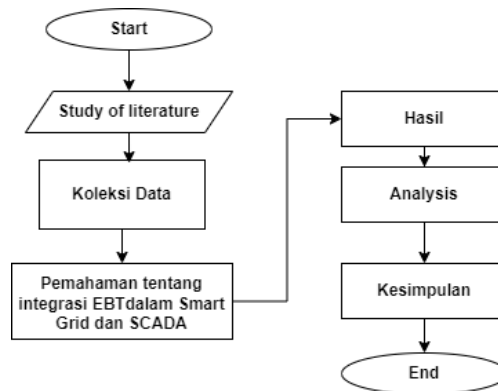 Start
Study of literature
Koleksi Data
Pemahaman tentang
integrasi EBTdalam Smart
Grid dan SCADA
Hasil
Analysis
Kesimpulan
End